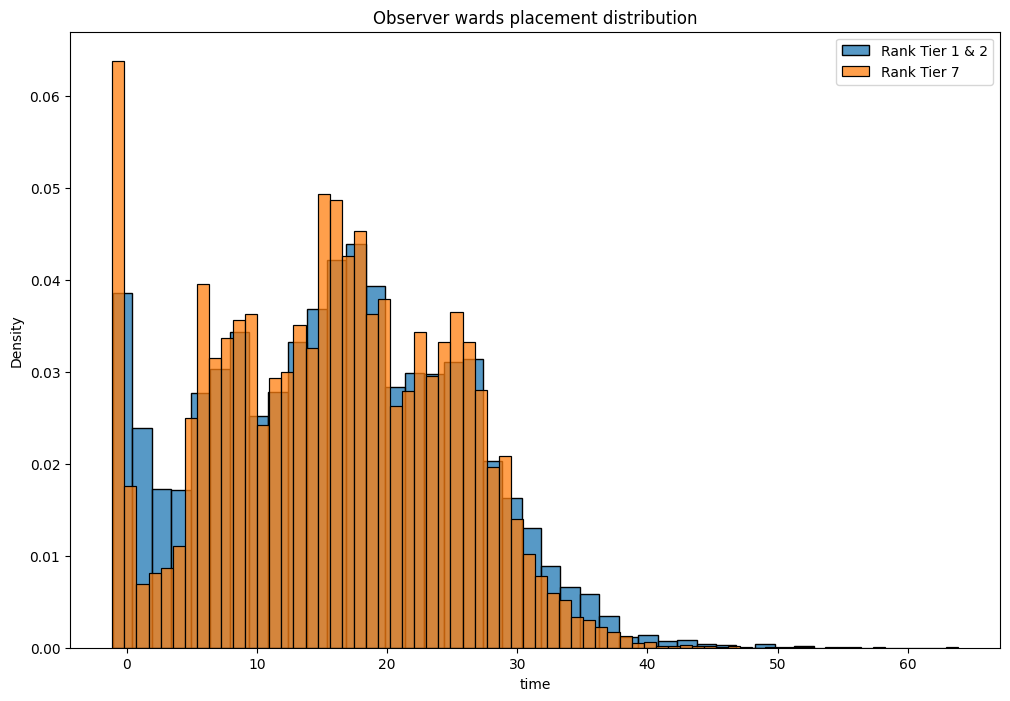 Observer wards placement distribution
Rank Tier 1 & 2
Rank Tier 7
0.06
0.05
0.04
0.03
0.02
0.01
0.00
Density
0 10 20 30 40 50 60
time